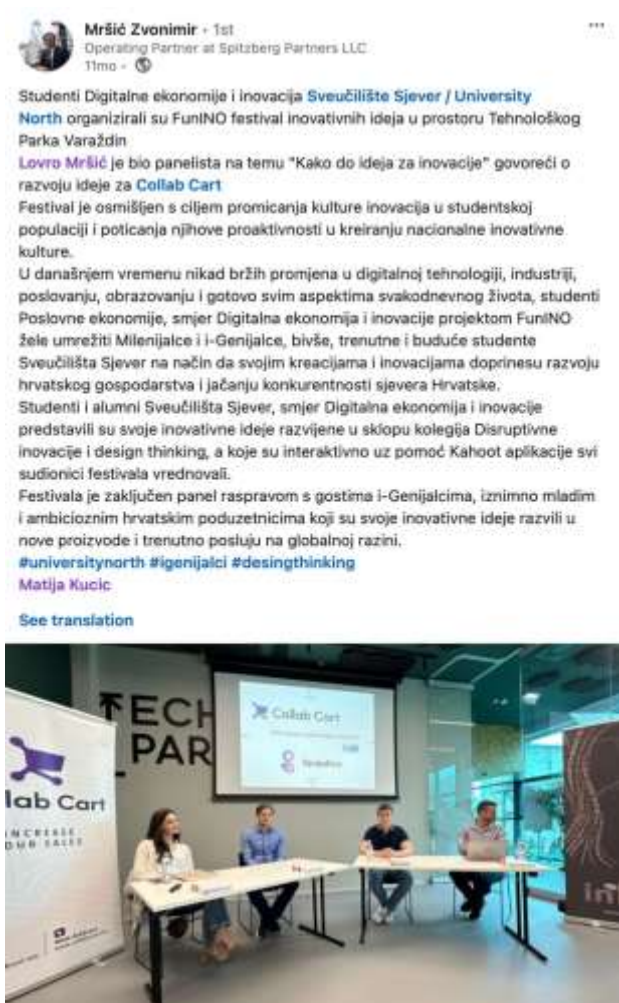 Mršić Zvonimir • 1st
Operating Partner at Spitzberg Partners LLC
11mo •
Studenti Digitalne ekonomije i inovacija Sveučilište Sjever / University
North organizirali su FunINO festival inovativnih ideja u prostoru Tehnološkog
Parka Varaždin
Lovro Mršić je bio panelista na temu "Kako do ideja za inovacije" govoreći o
razvoju ideje za Collab Cart
Festival je osmišljen s ciljem promicanja kulture inovacija u studentskoj
populaciji i poticanja njihove proaktivnosti u kreiranju nacionalne inovativne
kulture.
U današnjem vremenu nikad bržih promjena u digitalnoj tehnologiji, industriji,
poslovanju, obrazovanju i gotovo svim aspektima svakodnevnog života, studenti
Poslovne ekonomije, smjer Digitalna ekonomija i inovacije projektom FunINO
žele umrežiti Milenijalce i i-Genijalce, bivše, trenutne i buduće studente
Sveučilišta Sjever na način da svojim kreacijama i inovacijama doprinesu razvoju
hrvatskog gospodarstva i jačanju konkurentnosti sjevera Hrvatske.
Studenti i alumni Sveučilišta Sjever, smjer Digitalna ekonomija i inovacije
predstavili su svoje inovativne ideje razvijene u sklopu kolegija Disruptivne
inovacije i design thinking, a koje su interaktivno uz pomoć Kahoot aplikacije svi
sudionici festivala vrednovali.
Festivala je zaključen panel raspravom s gostima i-Genijalcima, iznimno mladim
i ambicioznim hrvatskim poduzetnicima koji su svoje inovativne ideje razvili u
nove proizvode i trenutno posluju na globalnoj razini.
#universitynorth #igenijalci #desingthinking
Matija Kucic
See translation
TECH
PAR
Collab Cart
lab Cart
INCREASE
OUR SALES
in